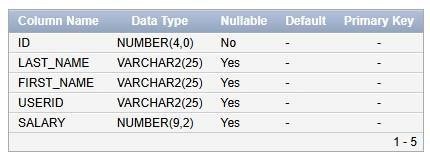 Column Name Data Type Nullable Default Primary Key
ID NUMBER(4,0) No - -
LAST_NAME VARCHAR2(25) Yes - -
FIRST_NAME VARCHAR2(25) Yes - -
USERID VARCHAR2(25) Yes - -
SALARY NUMBER(9,2) Yes - -
1 - 5